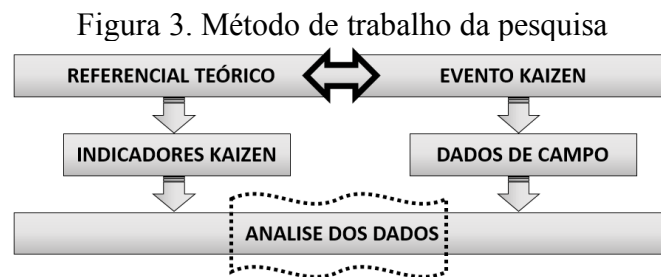 Figura 3. Método de trabalho da pesquisa
REFERENCIAL TEÓRICO EVENTO KAIZEN
INDICADORES KAIZEN DADOS DE CAMPO
ANALISE DOS DADOS